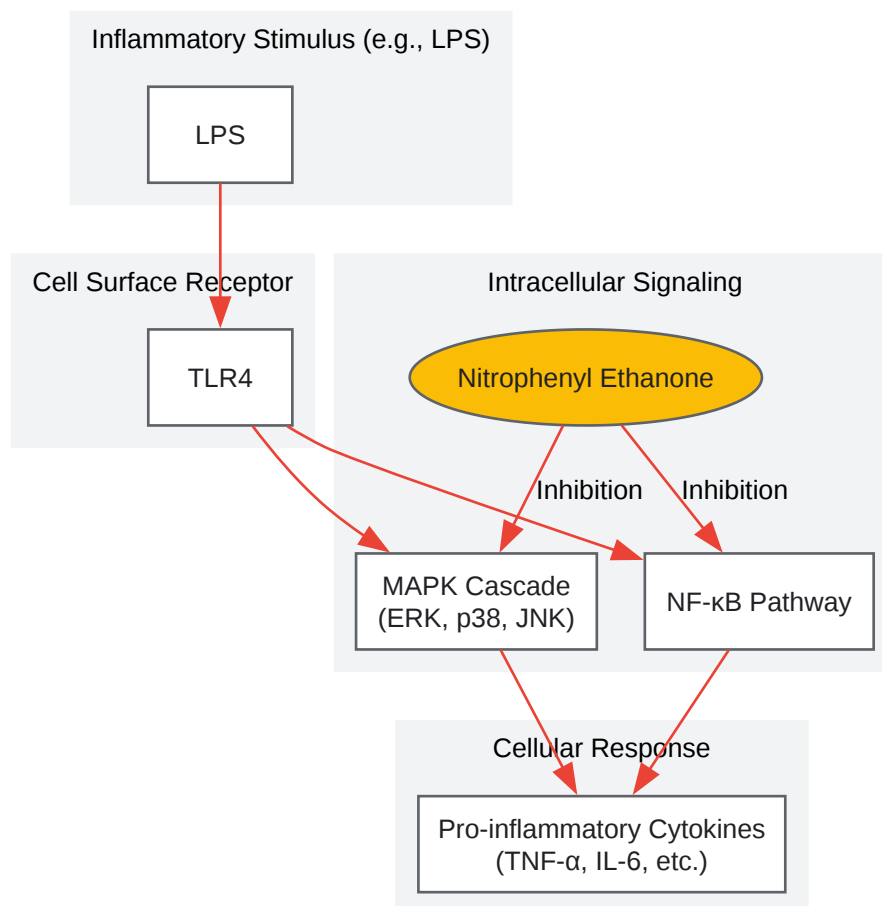 Inflammatory Stimulus (e.g., LPS)
LPS
Cell Surface Receptor
TLR4
Intracellular Signaling
Nitrophenyl Ethanone
Inhibition
Inhibition
MAPK Cascade
(ERK, p38, JNK)
NF-κB Pathway
Cellular Response
Pro-inflammatory Cytokines
(TNF-α, IL-6, etc.)